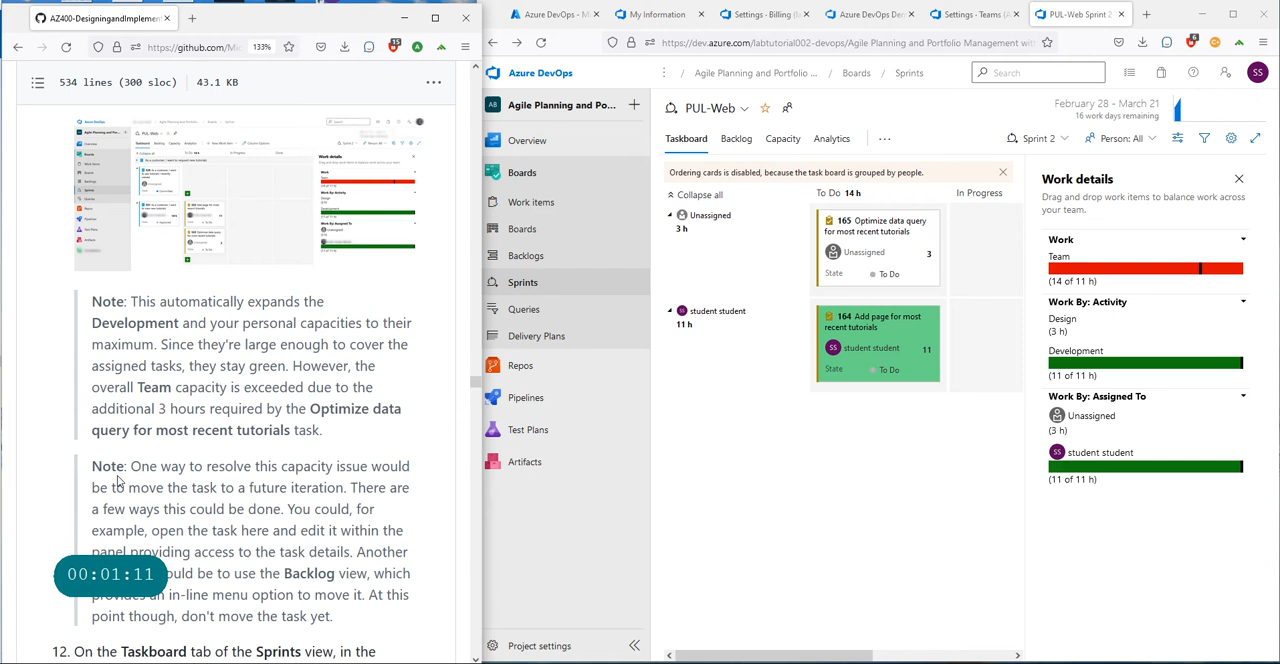 AZ400-DesigningandImplemen
https://github.com/Mi
133%
15
534 lines (300 sloc)
43.1 KB
Note: This automatically expands the
Development and your personal capacities to their
maximum. Since they're large enough to cover the
assigned tasks, they stay green. However, the
overall Team capacity is exceeded due to the
additional 3 hours required by the Optimize data
query for most recent tutorials task.
Note: One way to resolve this capacity issue would
be to move the task to a future iteration. There are
a few ways this could be done. You could, for
example, open the task here and edit it within the
panel providing access to the task details. Another
ould be to use the Backlog view, which
provides an in-line menu option to move it. At this
point though, don't move the task yet.
00:01:11
12. On the Taskboard tab of the Sprints view, in the
Azure DevOps - M
My Information
Settings - Billing (l
Azure DevOps Den
Settings - Teams (A
PUL-Web Sprint 2
https://dev.azure.com/labtutorial002-devops/Agile Planning and Portfolio Management wit
6
Azure DevOps
/ Agile Planning and Portfolio ... / Boards / Sprints
Search
SS
AB Agile Planning and Po...
Overview
Boards
Work items
Boards
Backlogs
Sprints
Queries
Delivery Plans
Repos
Pipelines
Test Plans
Artifacts
Project settings
PUL-Web
February 28 - March 21
16 work days remaining
Taskboard
Backlog
Capacity
Analytics
Sprint 2
Person: All
Ordering cards is disabled, because the task board is grouped by people.
Collapse all
To Do 14 h
In Progress
Unassigned
3 h
165 Optimize data query
for most recent tutorials
Unassigned
3
State
To Do
SS student student
11 h
164 Add page for most
recent tutorials
SS student student
11
State
To Do
Work details
Drag and drop work items to balance work across
your team.
Work
Team
(14 of 11 h)
Work By: Activity
Design
(3 h)
Development
(11 of 11 h)
Work By: Assigned To
Unassigned
(3 h)
SS student student
(11 of 11 h)